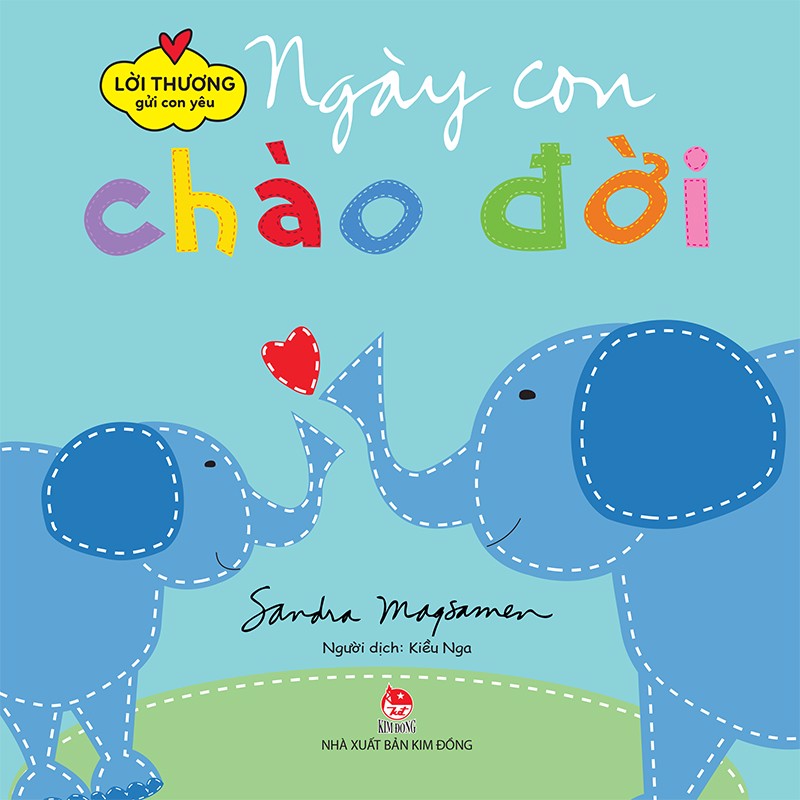 LỜI THƯƠNG
gửi con yêu
Ngày con
chào đời
Sandra Magsamen
Người dịch: Kiều Nga
KIM ĐỒNG
NHÀ XUẤT BẢN KIM ĐỒNG